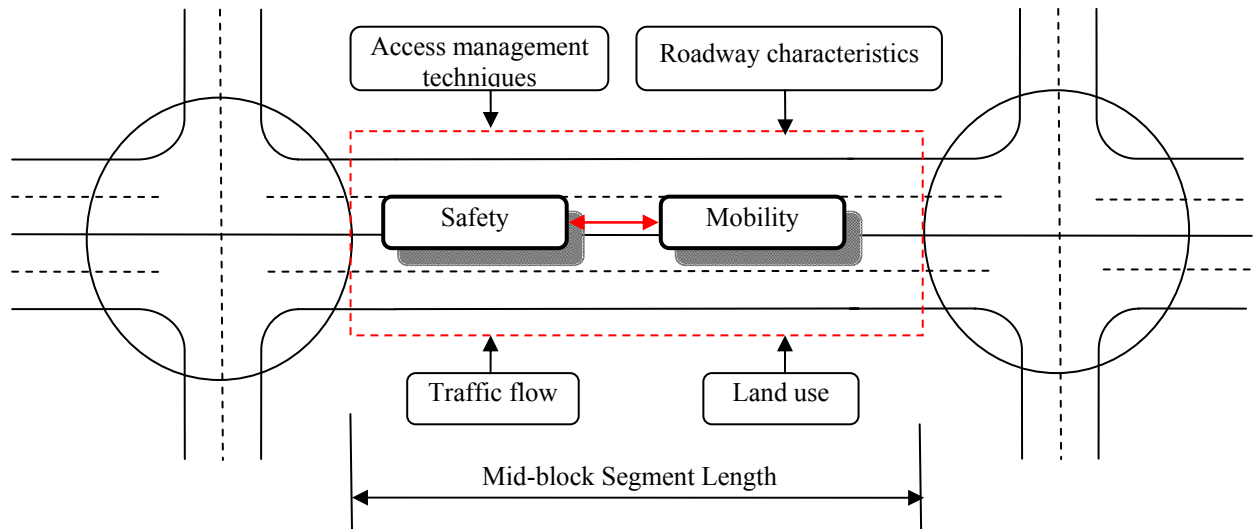 Access management
techniques
Roadway characteristics
Safety
Mobility
Traffic flow
Land use
Mid-block Segment Length